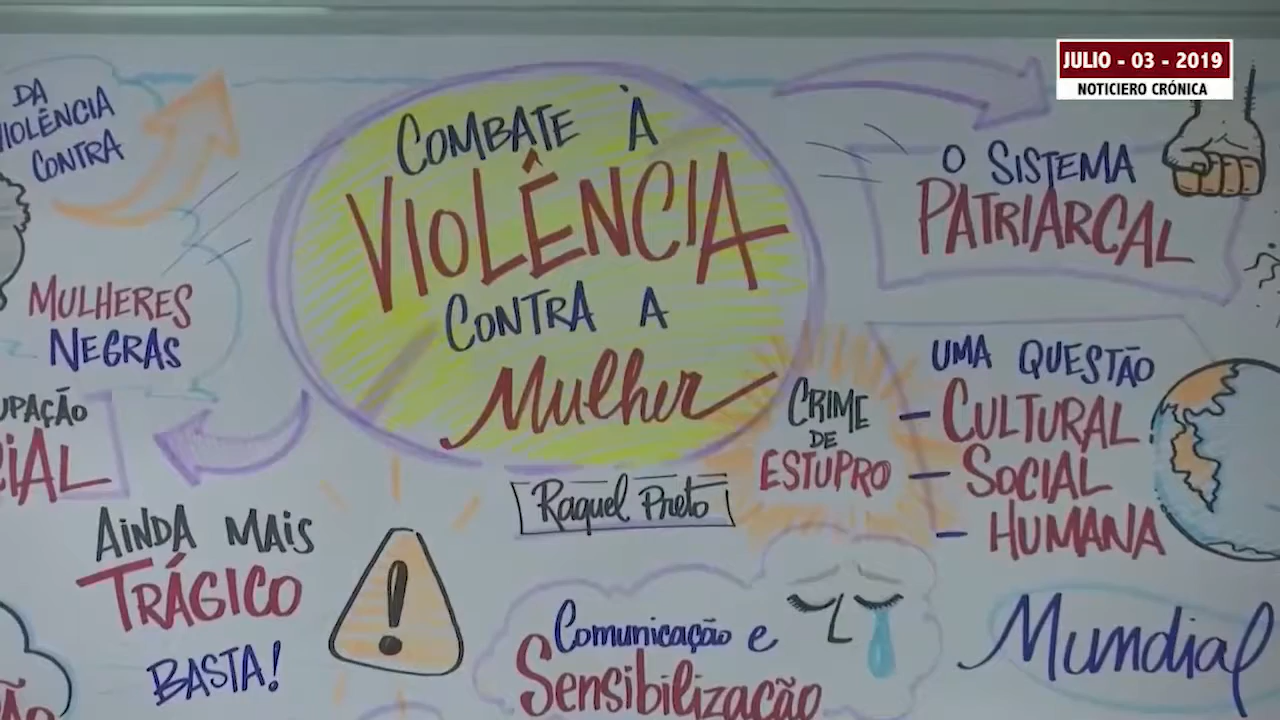 JULIO - 03 - 2019
NOTICIERO CRÓNICA
DA
VIOLÊNCIA
CONTRA
MULHERES
NEGRAS
COMBATE À
VIOLÊNCIA
CONTRA A
Mulher
Raquel Preto
O SISTEMA
PATRIARCAL
UMA QUESTÃO
- CULTURAL
- SOCIAL
- HUMANA
CRIME
DE
ESTUPRO
AINDA MAIS
TRÁGICO
BASTA!
Comunicação e
Sensibilização
Mundial